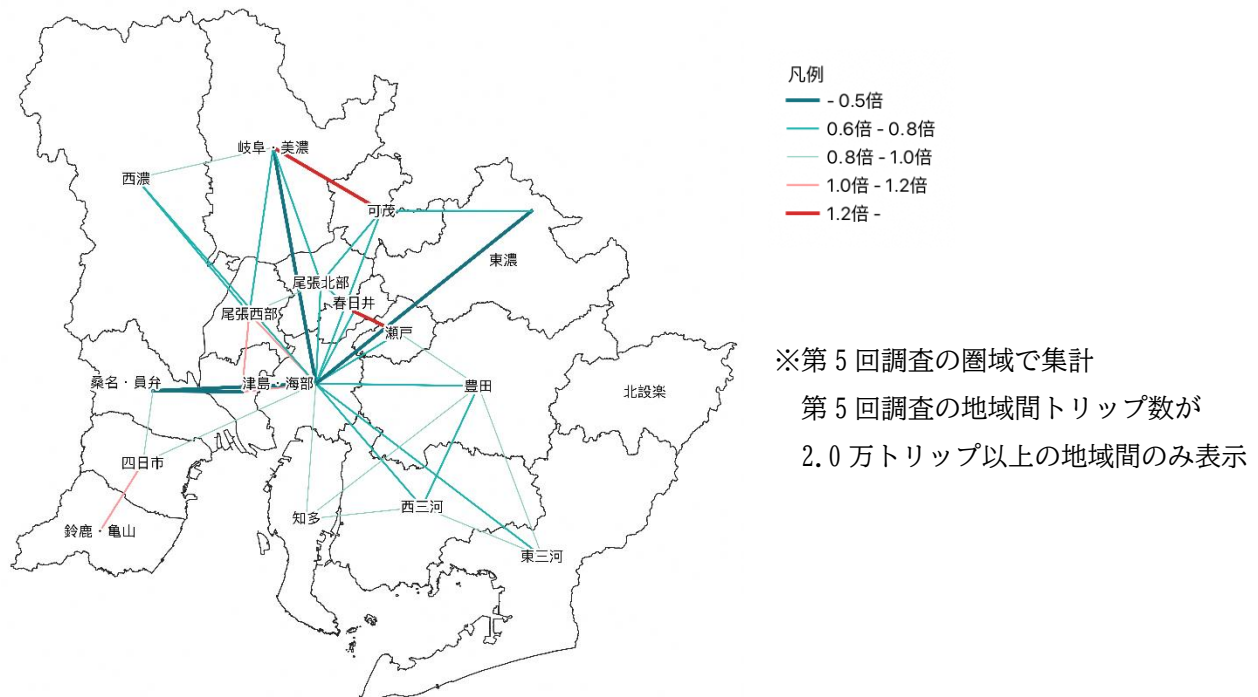 凡例
- 0.5倍
0.6倍 - 0.8倍
0.8倍 - 1.0倍
1.0倍 - 1.2倍
1.2倍 -
岐阜・美濃
西濃
可茂
東濃
尾張北部
春日井
尾張西部
瀬戸
桑名・員弁
津島・海部
豊田
北設楽
四日市
西三河
知多
鈴鹿・亀山
東三河
※第5回調査の圏域で集計
第5回調査の地域間トリップ数が
2.0万トリップ以上の地域間のみ表示